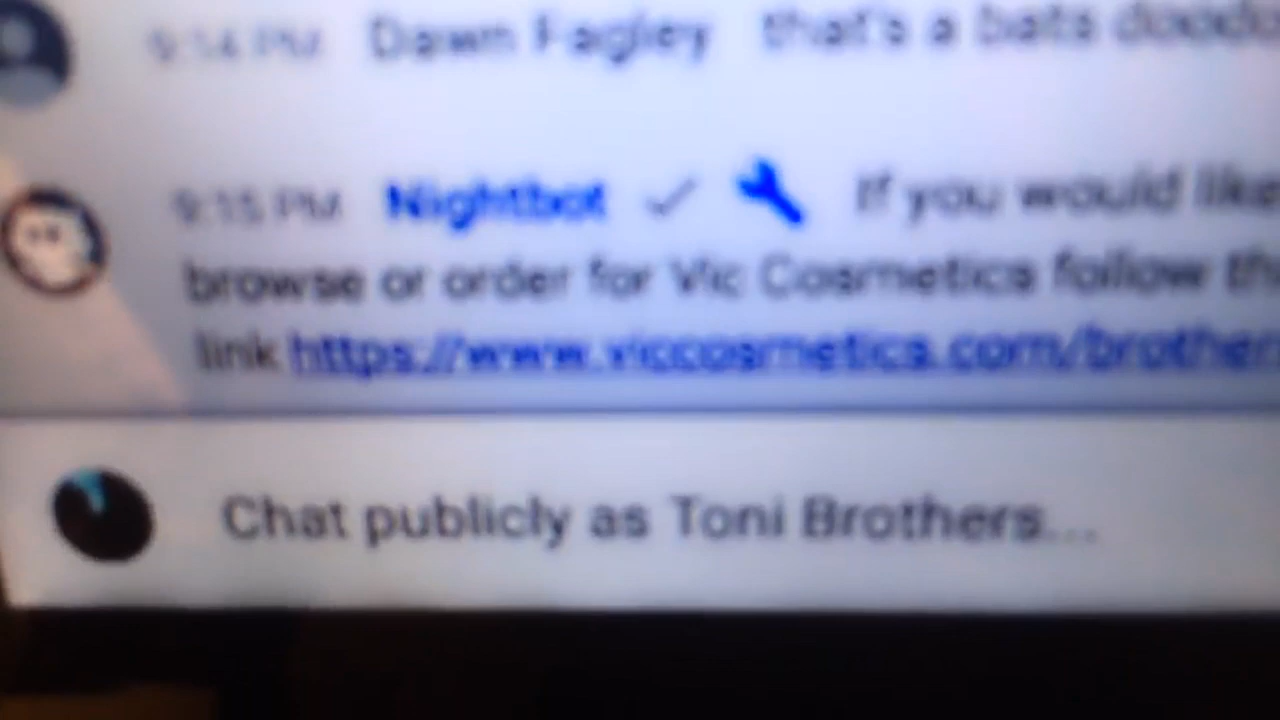 9:14 PM Dawn Fagley that's a bats
9:15 PM Nightbot If you would like
browse or order for Vic Cosmetics follow
link https://www.viccosmetics.com/brothers
Chat publicly as Toni Brothers...